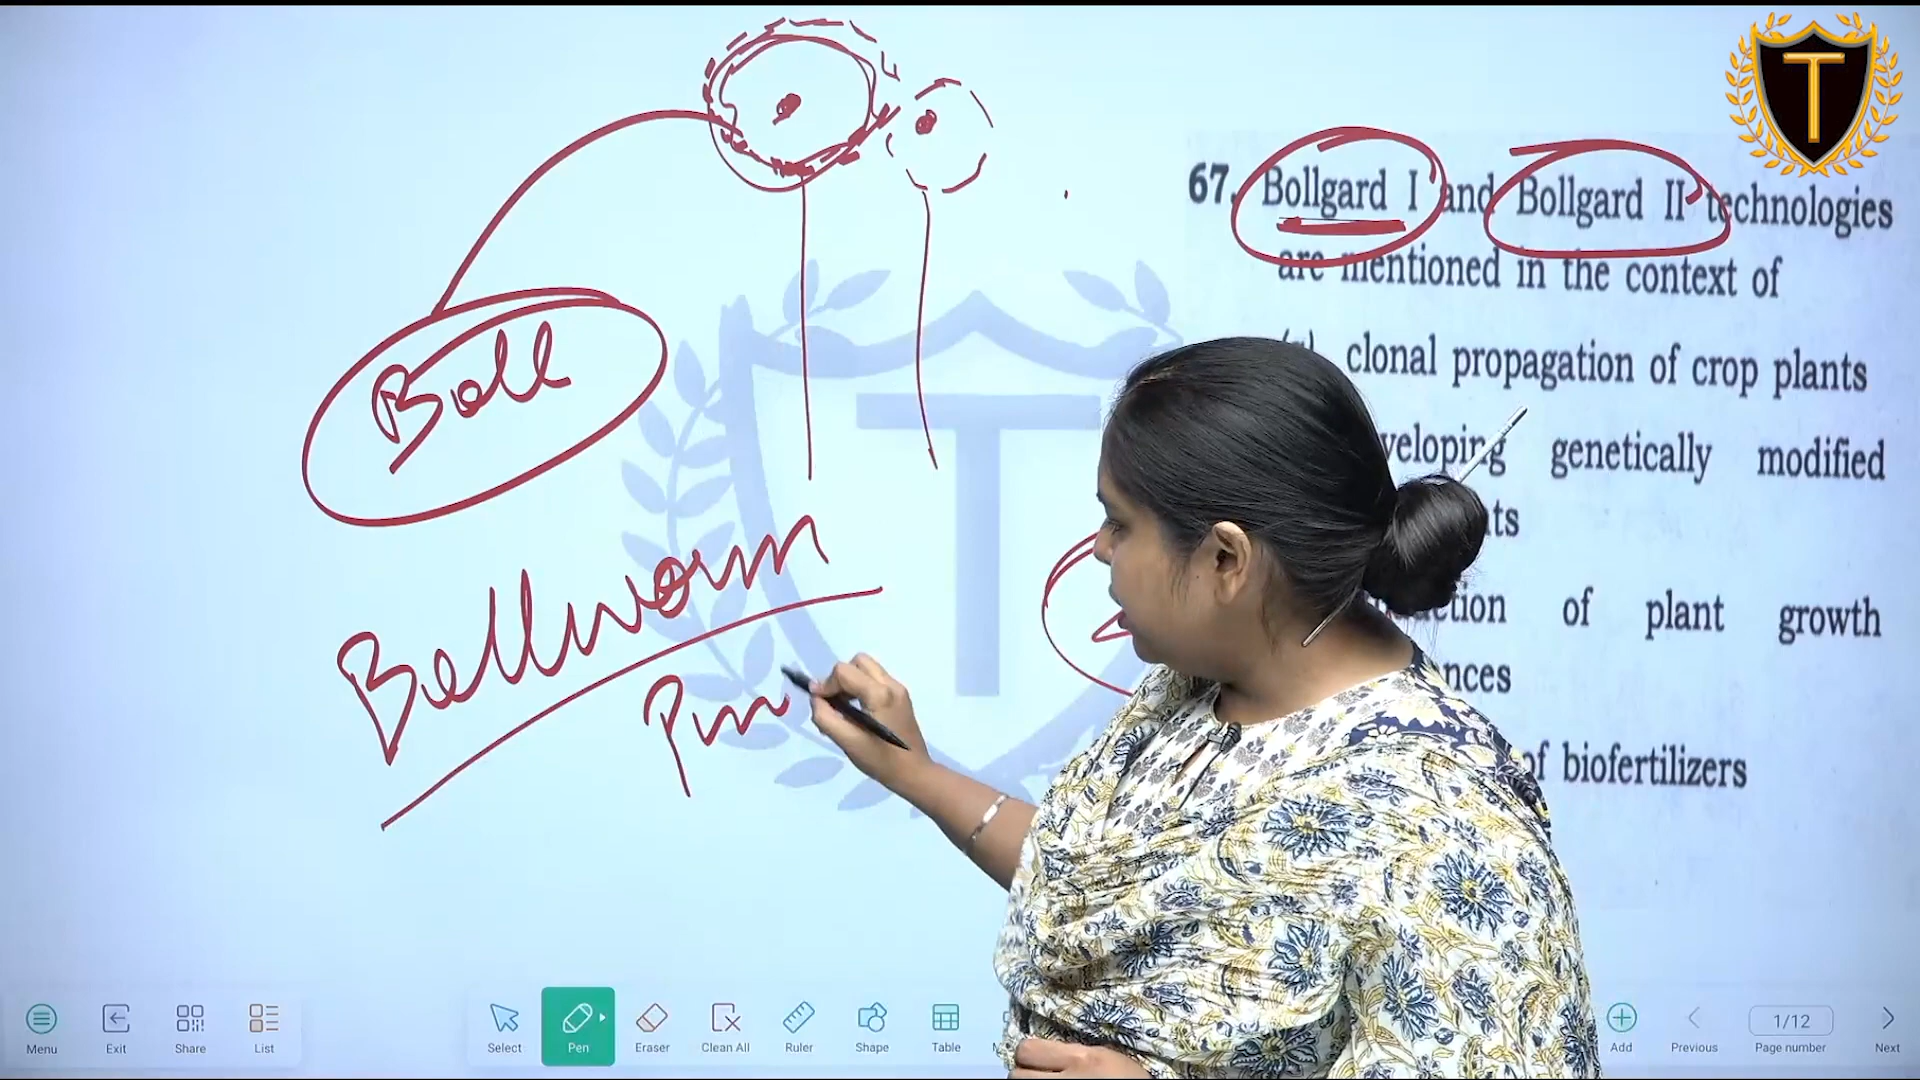 T
67. Bollgard I and Bollgard II technologies
are mentioned in the context of
clonal propagation of crop plants
genetically modified
of plant growth
of biofertilizers
Boll
Bollworm
T
Menu
Exit
Share
List
Select
Pen
Eraser
Clean All
Ruler
Shape
Table
Add
Previous
1/12
Page number
Next